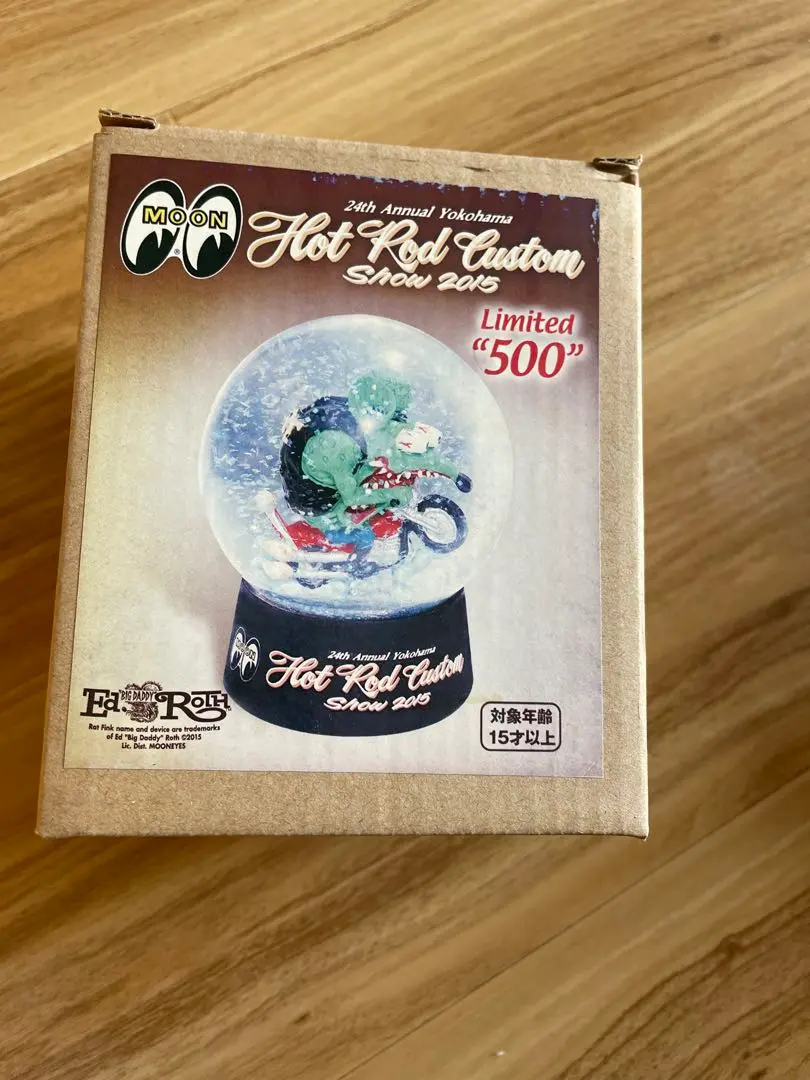 MOON
®
24th Annual Yokohama
Hot Rod Custom
Show 2015
Limited
“500”
MOONEYES
24th Annual Yokohama
Hot Rod Custom
Show 2015
Ed "BIG DADDY" Roth
Rat Fink name and device are trademarks
of Ed "Big Daddy" Roth ©2015
Lic. Dist. MOONEYES
対象年齢
15才以上